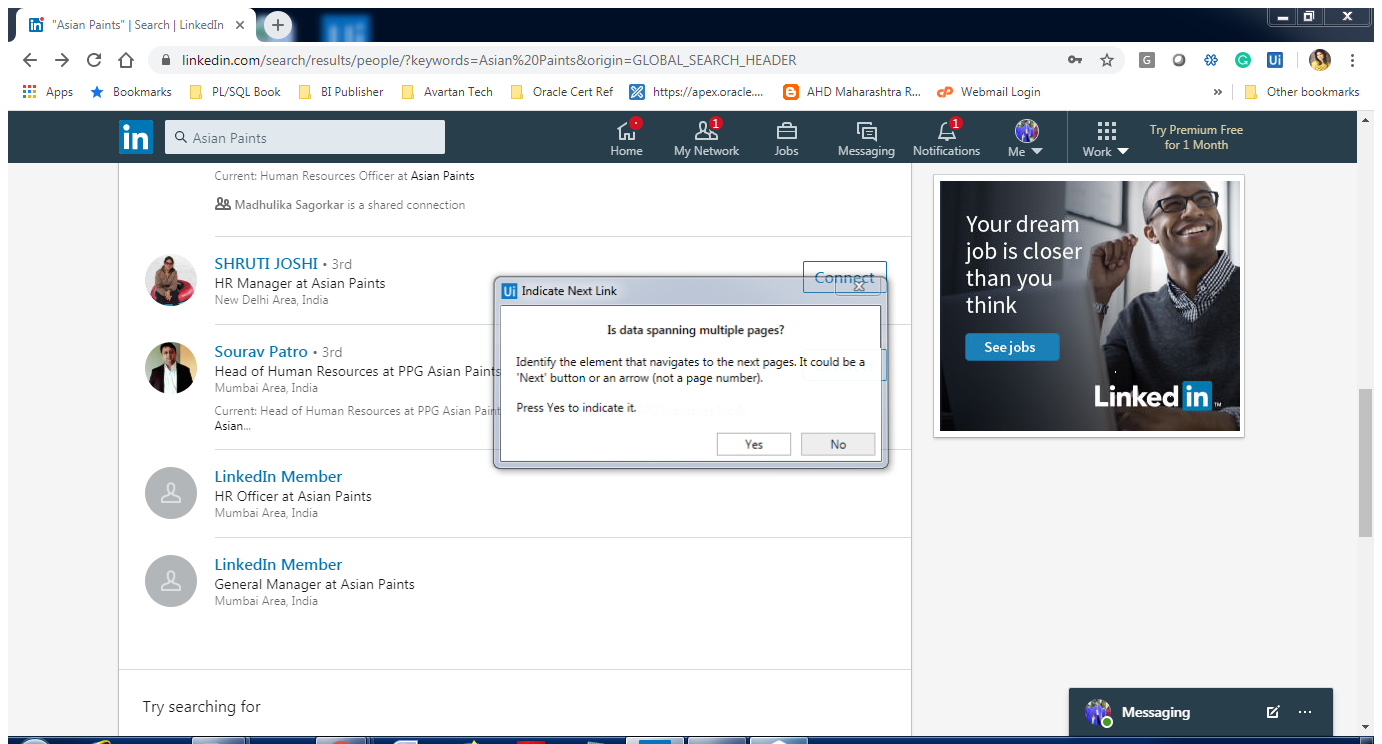 "Asian Paints" | Search | LinkedIn
linkedin.com/search/results/people/?keywords=Asian%20Paints&origin=GLOBAL_SEARCH_HEADER
G
G
Ui
Apps
Bookmarks
PL/SQL Book
BI Publisher
Avartan Tech
Oracle Cert Ref
https://apex.oracle....
AHD Maharashtra R...
cP
Webmail Login
»
Other bookmarks
in
Asian Paints
Home
1
My Network
Jobs
Messaging
1
Notifications
Me
Work
Try Premium Free
for 1 Month
Current: Human Resources Officer at Asian Paints
Madhulika Sagorkar is a shared connection
SHRUTI JOSHI • 3rd
HR Manager at Asian Paints
New Delhi Area, India
Connect
Sourav Patro • 3rd
Head of Human Resources at PPG Asian Paints
Mumbai Area, India
Current: Head of Human Resources at PPG Asian Paint
Asian...
LinkedIn Member
HR Officer at Asian Paints
Mumbai Area, India
LinkedIn Member
General Manager at Asian Paints
Mumbai Area, India
Try searching for
Ui Indicate Next Link
Is data spanning multiple pages?
Identify the element that navigates to the next pages. It could be a
'Next' button or an arrow (not a page number).
Press Yes to indicate it.
Yes
No
Your dream
job is closer
than you
think
See jobs
Linked in
Messaging